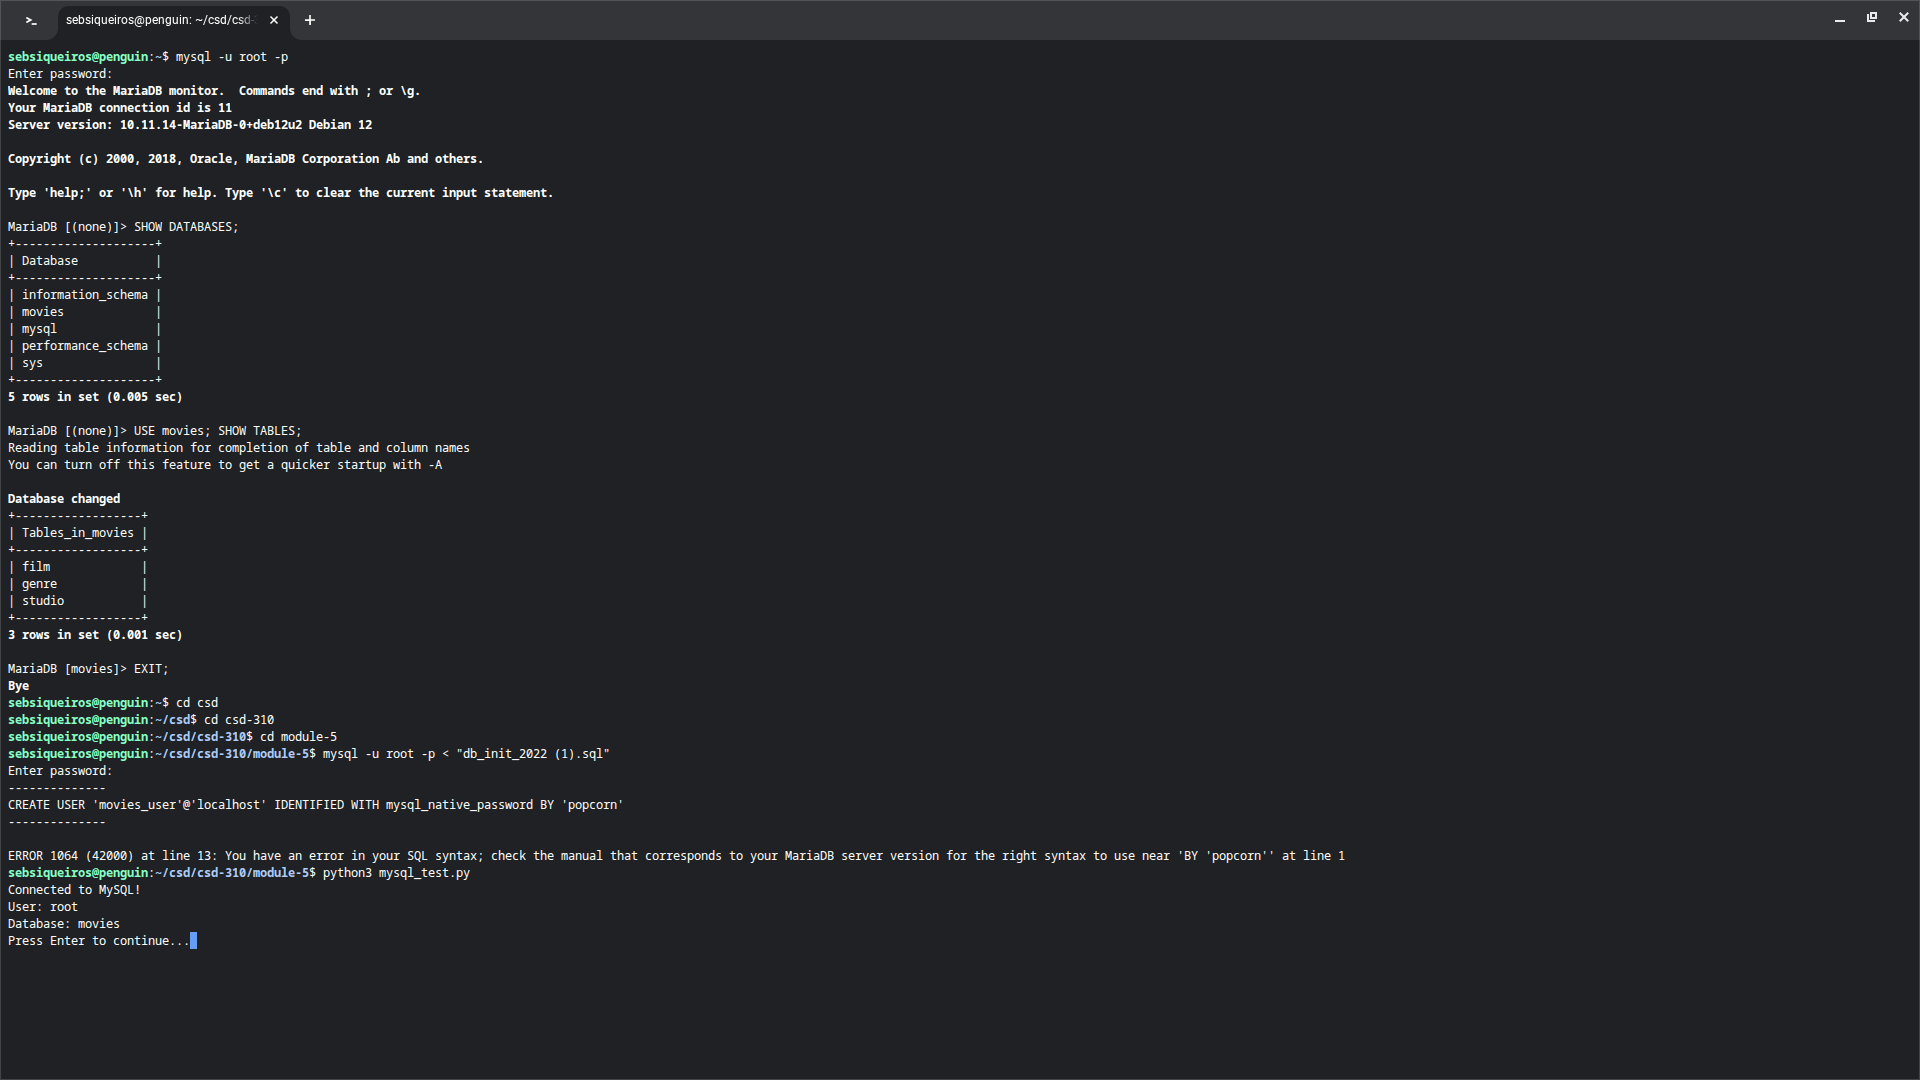 sebsiqueiros@penguin: ~/csd/csd-
sebsiqueiros@penguin:~$ mysql -u root -p
Enter password:
Welcome to the MariaDB monitor.  Commands end with ; or \g.
Your MariaDB connection id is 11
Server version: 10.11.14-MariaDB-0+deb12u2 Debian 12
Copyright (c) 2000, 2018, Oracle, MariaDB Corporation Ab and others.
Type 'help;' or '\h' for help. Type '\c' to clear the current input statement.
MariaDB [(none)]> SHOW DATABASES;
+--------------------+
| Database           |
+--------------------+
| information_schema |
| movies             |
| mysql              |
| performance_schema |
| sys                |
+--------------------+
5 rows in set (0.005 sec)
MariaDB [(none)]> USE movies; SHOW TABLES;
Reading table information for completion of table and column names
You can turn off this feature to get a quicker startup with -A
Database changed
+------------------+
| Tables_in_movies |
+------------------+
| film             |
| genre            |
| studio           |
+------------------+
3 rows in set (0.001 sec)
MariaDB [movies]> EXIT;
Bye
sebsiqueiros@penguin:~$ cd csd
sebsiqueiros@penguin:~/csd$ cd csd-310
sebsiqueiros@penguin:~/csd/csd-310$ cd module-5
sebsiqueiros@penguin:~/csd/csd-310/module-5$ mysql -u root -p < "db_init_2022 (1).sql"
Enter password:
--------------
CREATE USER 'movies_user'@'localhost' IDENTIFIED WITH mysql_native_password BY 'popcorn'
--------------
ERROR 1064 (42000) at line 13: You have an error in your SQL syntax; check the manual that corresponds to your MariaDB server version for the right syntax to use near 'BY 'popcorn'' at line 1
sebsiqueiros@penguin:~/csd/csd-310/module-5$ python3 mysql_test.py
Connected to MySQL!
User: root
Database: movies
Press Enter to continue...